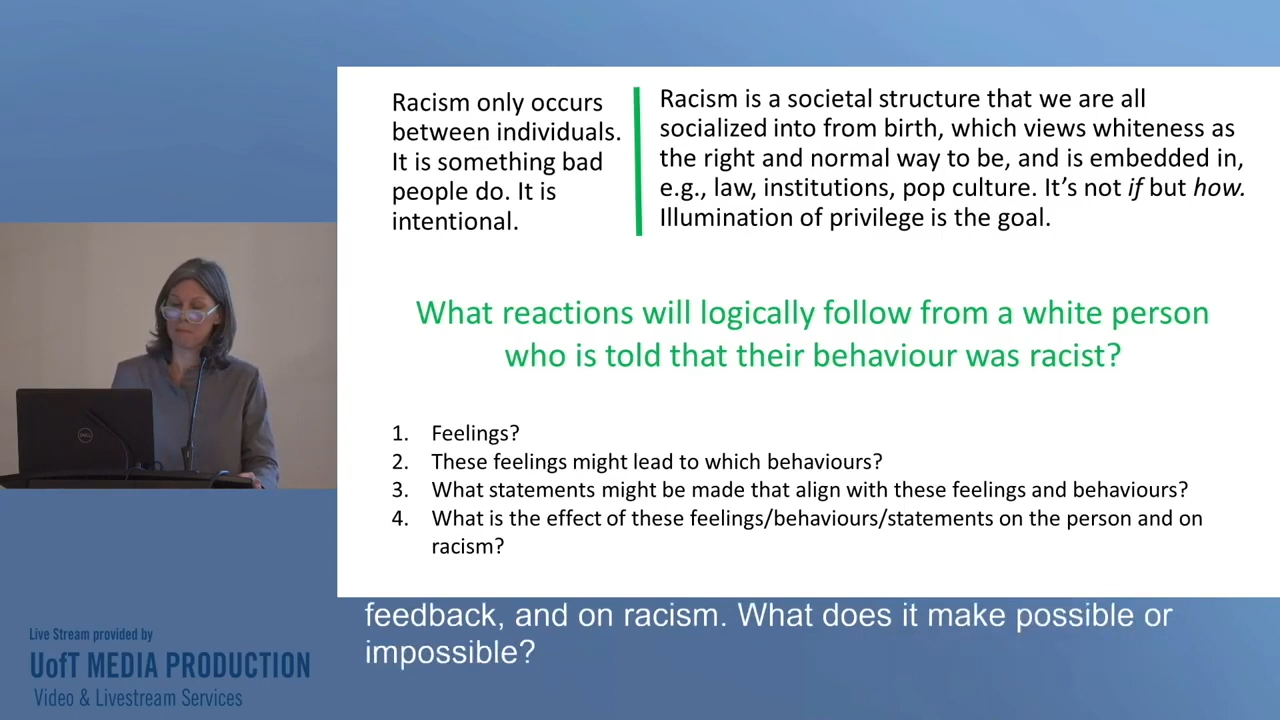 Racism only occurs
between individuals.
It is something bad
people do. It is
intentional.
Racism is a societal structure that we are all
socialized into from birth, which views whiteness as
the right and normal way to be, and is embedded in,
e.g., law, institutions, pop culture. It’s not if but how.
Illumination of privilege is the goal.
What reactions will logically follow from a white person
who is told that their behaviour was racist?
1. Feelings?
2. These feelings might lead to which behaviours?
3. What statements might be made that align with these feelings and behaviours?
4. What is the effect of these feelings/behaviours/statements on the person and on
racism?
feedback, and on racism. What does it make possible or
impossible?
Live Stream provided by
UofT MEDIA PRODUCTION
Video & Livestream Services
DELL